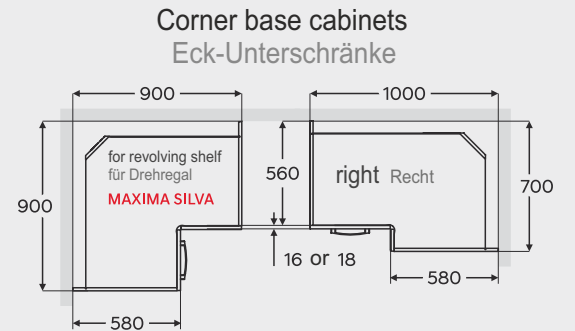 Corner base cabinets
Eck-Unterschränke
900
1000
for revolving shelf
für Drehregal
MAXIMA SILVA
560
right Recht
700
900
16 or 18
580
580